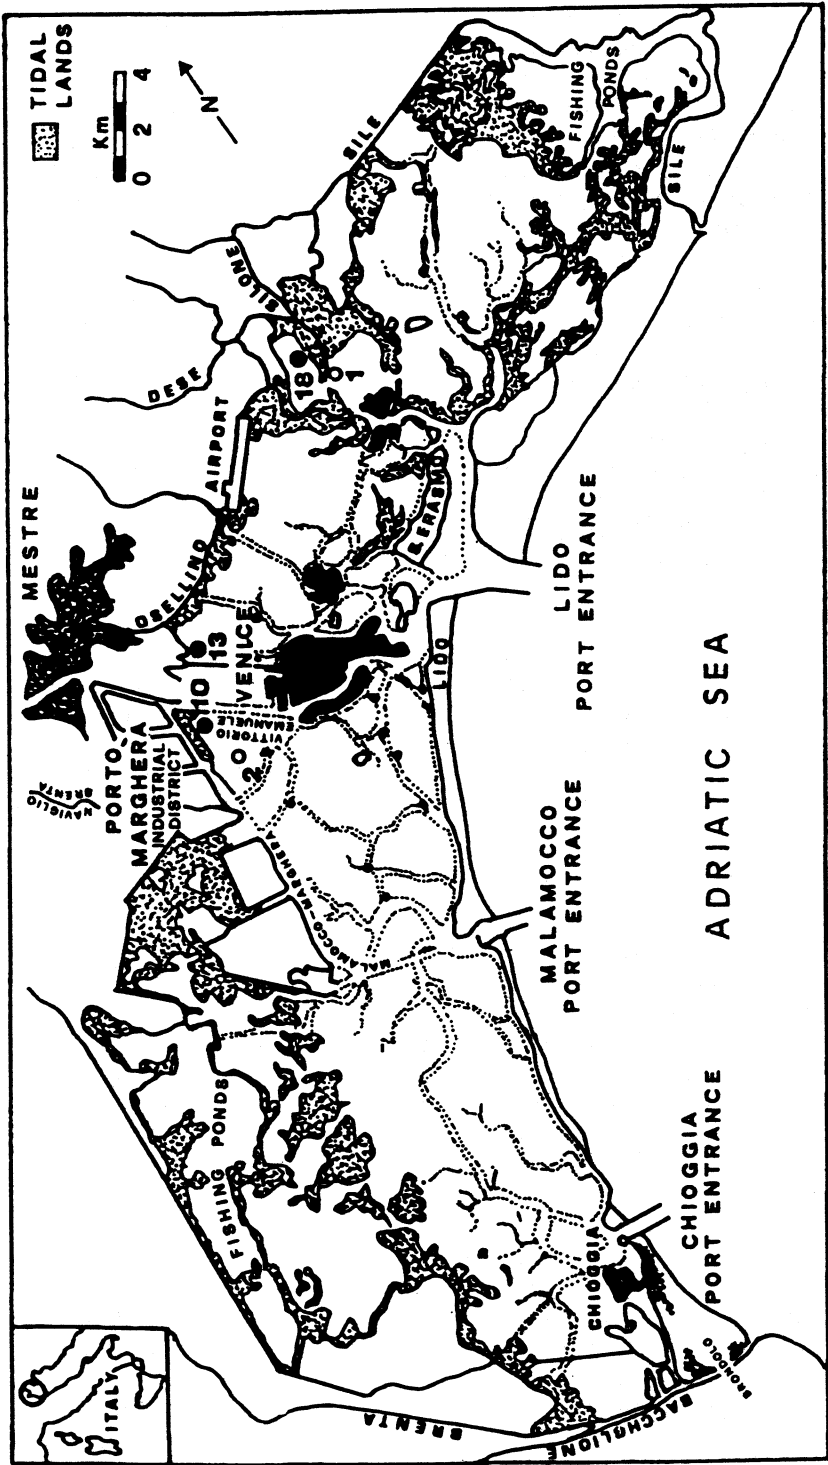 TIDAL
LANDS
Km
0 2 4
N
SILE
FISHING
PONDS
SILE
SILONE
DESE
18
1
AIRPORT
S. ERASMO
MESTRE
OSELLINO
13
VENICE
LIDO
LIDO
PORT ENTRANCE
110
VITTORIO
EMANUELE
2
PORTO
MARGHERA
INDUSTRIAL
DISTRICT
NAVIGLIO
BRENTA
MALAMOCCO-MARGHERA
MALAMOCCO
PORT ENTRANCE
ADRIATIC SEA
FISHING PONDS
CHIOGGIA
CHIOGGIA
PORT ENTRANCE
BRENTA
BACCHGLIONE
BRONDOLO
ITALY